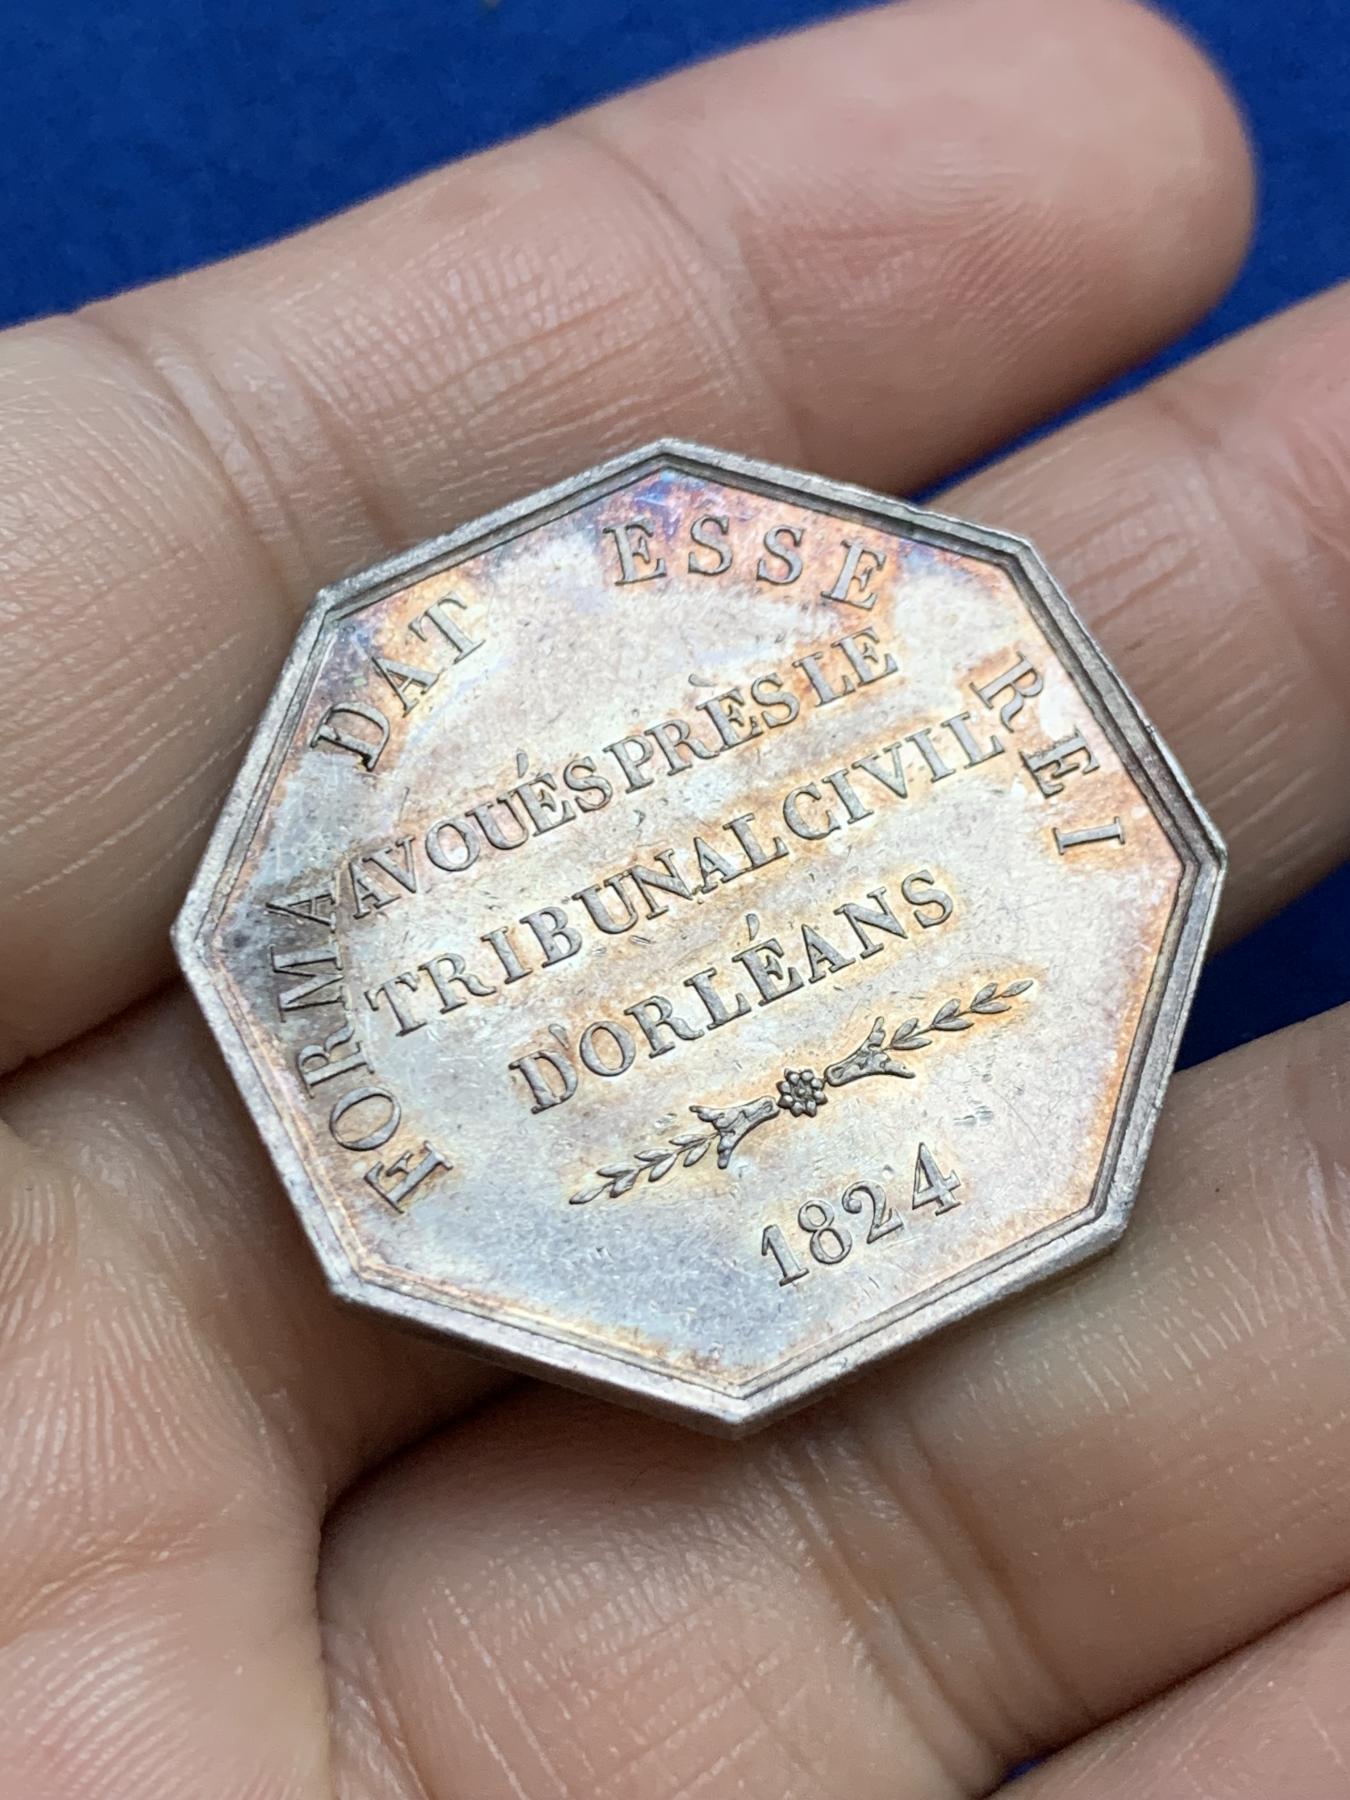 FORMA DAT ESSE REI
AVOUÉS PRÈS LE
TRIBUNAL CIVIL
D'ORLÉANS
1824